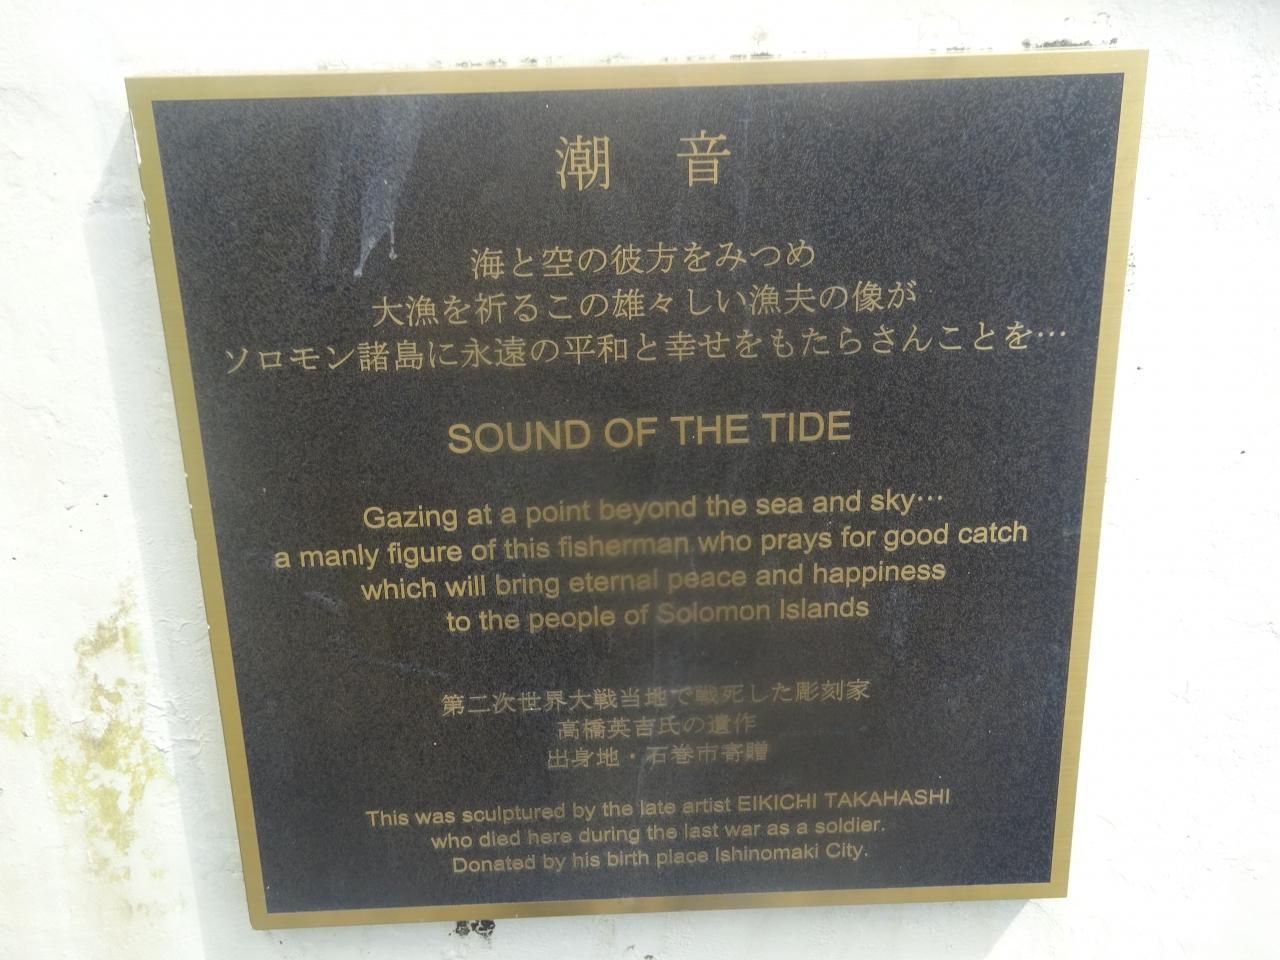 潮 音
海と空の彼方をみつめ
大漁を祈るこの雄々しい漁夫の像が
ソロモン諸島に永遠の平和と幸せをもたらさんことを…
SOUND OF THE TIDE
Gazing at a point beyond the sea and sky…
a manly figure of this fisherman who prays for good catch
which will bring eternal peace and happiness
to the people of Solomon Islands
第二次世界大戦当地で戦死した彫刻家
高橋英吉氏の遺作
出身地・石巻市寄贈
This was sculptured by the late artist EIKICHI TAKAHASHI
who died here during the last war as a soldier.
Donated by his birth place Ishinomaki City.